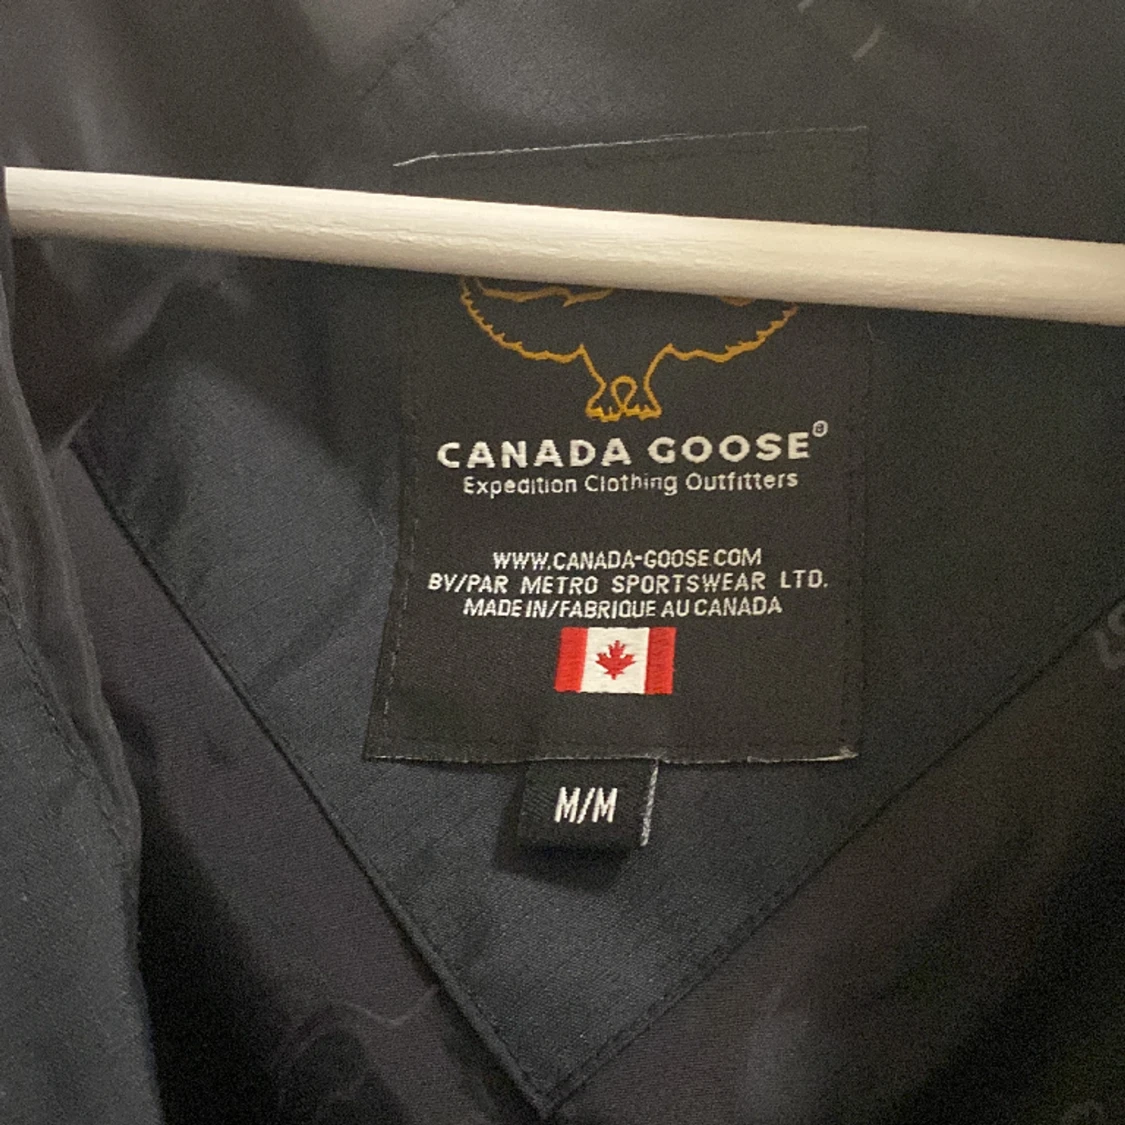 CANADA GOOSE®
Expedition Clothing Outfitters
WWW.CANADA-GOOSE.COM
BY/PAR METRO SPORTSWEAR LTD.
MADE IN/FABRIQUE AU CANADA
M/M